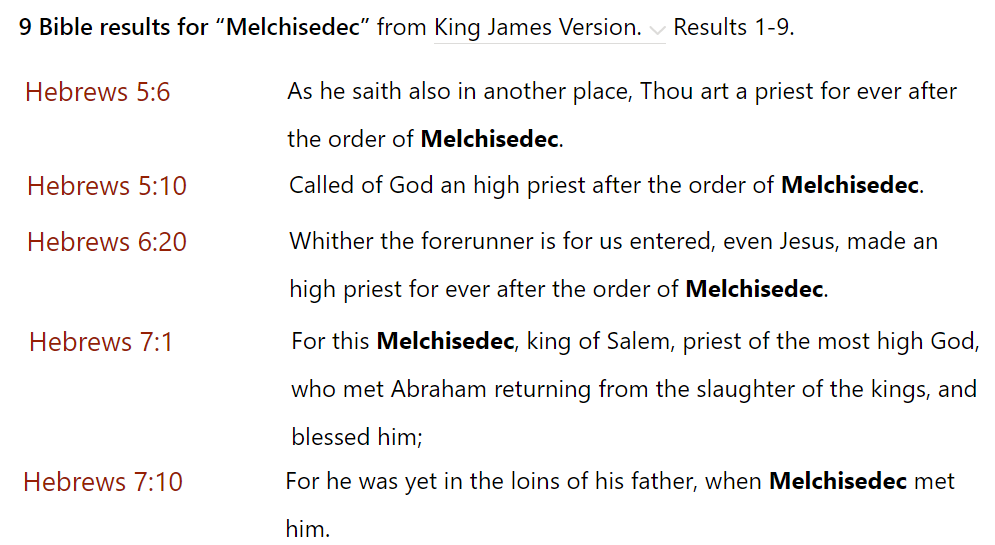 9 Bible results for “Melchisedec” from King James Version. Results 1-9.
Hebrews 5:6 As he saith also in another place, Thou art a priest for ever after
the order of Melchisedec.
Hebrews 5:10 Called of God an high priest after the order of Melchisedec.
Hebrews 6:20 Whither the forerunner is for us entered, even Jesus, made an
high priest for ever after the order of Melchisedec.
Hebrews 7:1 For this Melchisedec, king of Salem, priest of the most high God,
who met Abraham returning from the slaughter of the kings, and
blessed him;
Hebrews 7:10 For he was yet in the loins of his father, when Melchisedec met
him.